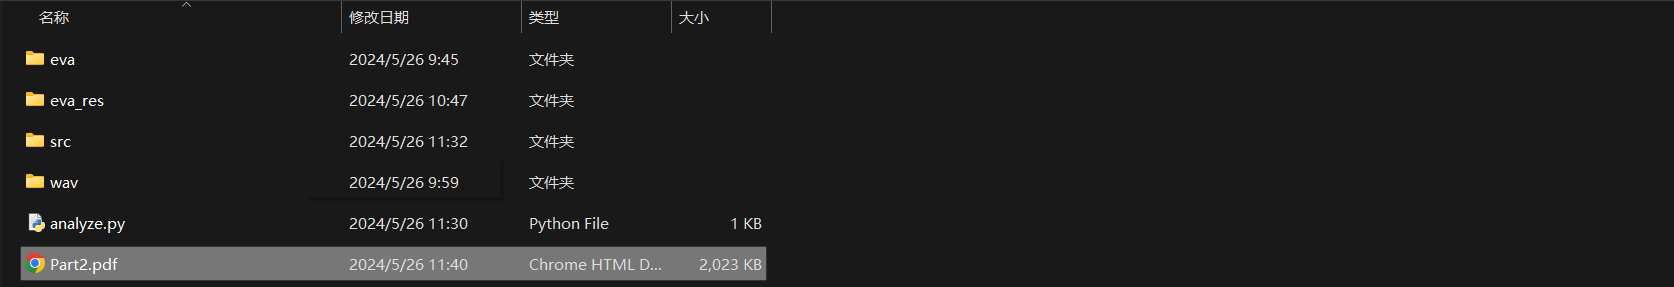 名称 修改日期 类型 大小
eva 2024/5/26 9:45 文件夹
eva_res 2024/5/26 10:47 文件夹
src 2024/5/26 11:32 文件夹
wav 2024/5/26 9:59 文件夹
analyze.py 2024/5/26 11:30 Python File 1 KB
Part2.pdf 2024/5/26 11:40 Chrome HTML D... 2,023 KB